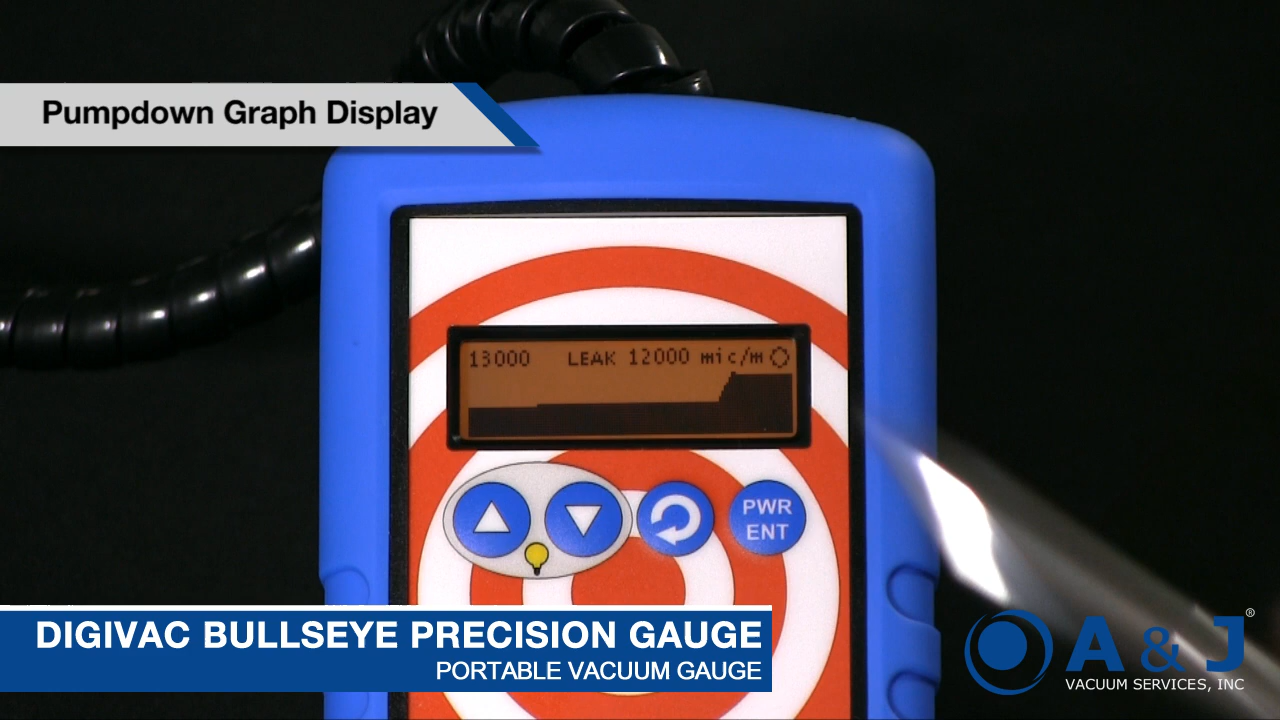 Pumpdown Graph Display
13000 LEAK 12000 mic/m
PWR
ENT
DIGIVAC BULLSEYE PRECISION GAUGE
PORTABLE VACUUM GAUGE
A & J ®
VACUUM SERVICES, INC